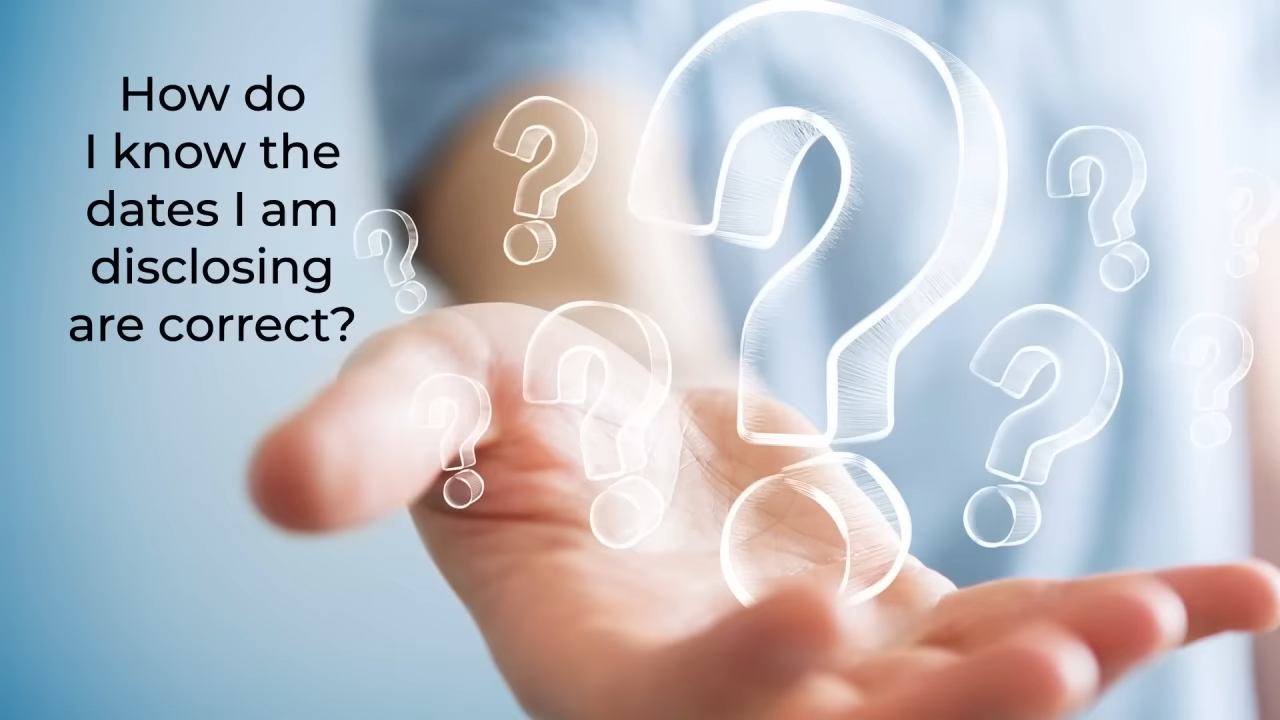 How do
I know the
dates I am
disclosing
are correct?